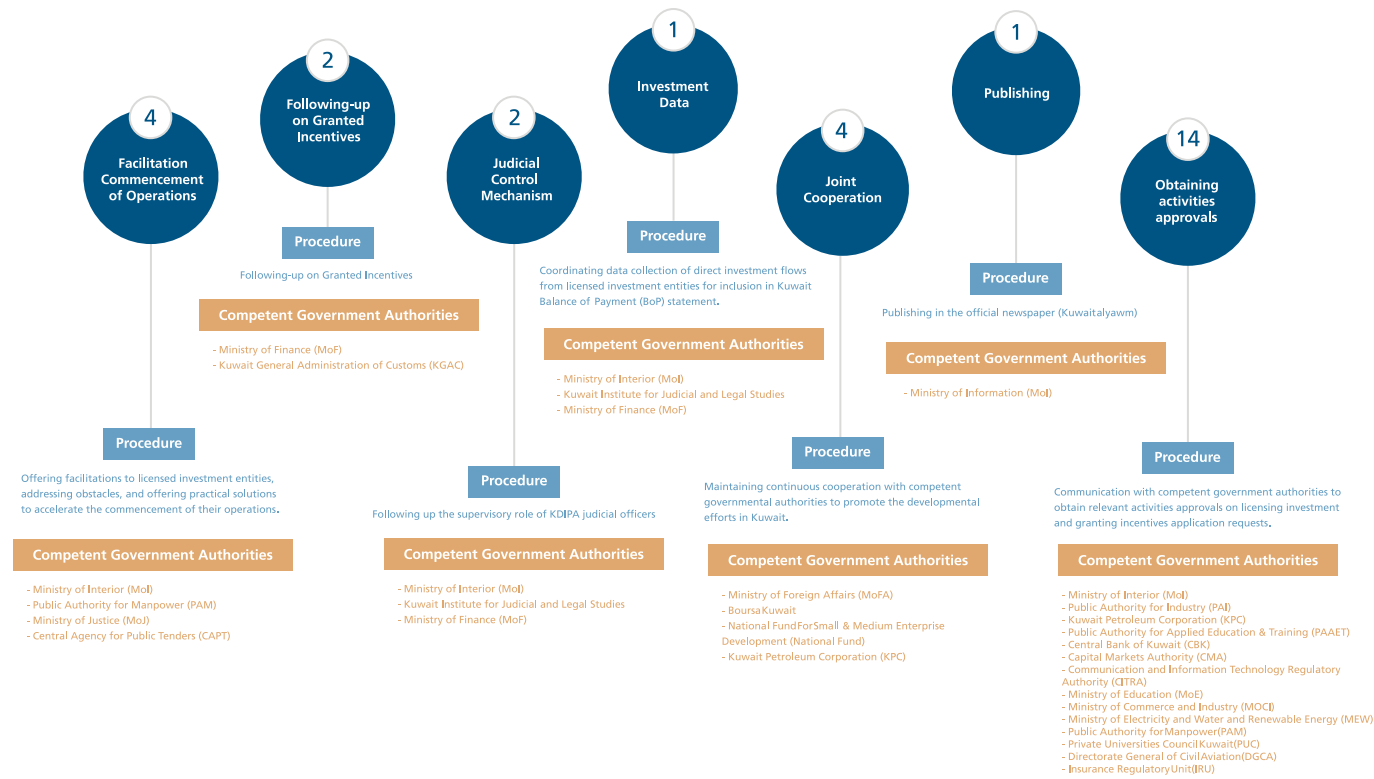 4
Facilitation
Commencement
of Operations
Procedure
Offering facilitations to licensed investment entities,
addressing obstacles, and offering practical solutions
to accelerate the commencement of their operations.
Competent Government Authorities
- Ministry of Interior (MoI)
- Public Authority for Manpower (PAM)
- Ministry of Justice (MoJ)
- Central Agency for Public Tenders (CAPT)
2
Following-up
on Granted
Incentives
Procedure
Following-up on Granted Incentives
Competent Government Authorities
- Ministry of Finance (MoF)
- Kuwait General Administration of Customs (KGAC)
2
Judicial
Control
Mechanism
Procedure
Following up the supervisory role of KDIPA judicial officers
Competent Government Authorities
- Ministry of Interior (MoI)
- Kuwait Institute for Judicial and Legal Studies
- Ministry of Finance (MoF)
1
Investment
Data
Procedure
Coordinating data collection of direct investment flows
from licensed investment entities for inclusion in Kuwait
Balance of Payment (BoP) statement.
Competent Government Authorities
- Ministry of Interior (MoI)
- Kuwait Institute for Judicial and Legal Studies
- Ministry of Finance (MoF)
4
Joint
Cooperation
Procedure
Maintaining continuous cooperation with competent
governmental authorities to promote the developmental
efforts in Kuwait.
Competent Government Authorities
- Ministry of Foreign Affairs (MoFA)
- BoursaKuwait
- National FundForSmall & Medium Enterprise
Development (National Fund)
- Kuwait Petroleum Corporation (KPC)
1
Publishing
Procedure
Publishing in the official newspaper (Kuwaitalyawm)
Competent Government Authorities
- Ministry of Information (MoI)
14
Obtaining
activities
approvals
Procedure
Communication with competent government authorities to
obtain relevant activities approvals on licensing investment
and granting incentives application requests.
Competent Government Authorities
- Ministry of Interior (MoI)
- Public Authority for Industry (PAI)
- Kuwait Petroleum Corporation (KPC)
- Public Authority for Applied Education & Training (PAAET)
- Central Bank of Kuwait (CBK)
- Capital Markets Authority (CMA)
- Communication and Information Technology Regulatory
Authority (CITRA)
- Ministry of Education (MoE)
- Ministry of Commerce and Industry (MOCI)
- Ministry of Electricity and Water and Renewable Energy (MEW)
- Public Authority forManpower(PAM)
- Private Universities CouncilKuwait(PUC)
- Directorate General of CivilAviation(DGCA)
- Insurance RegulatoryUnit(IRU)